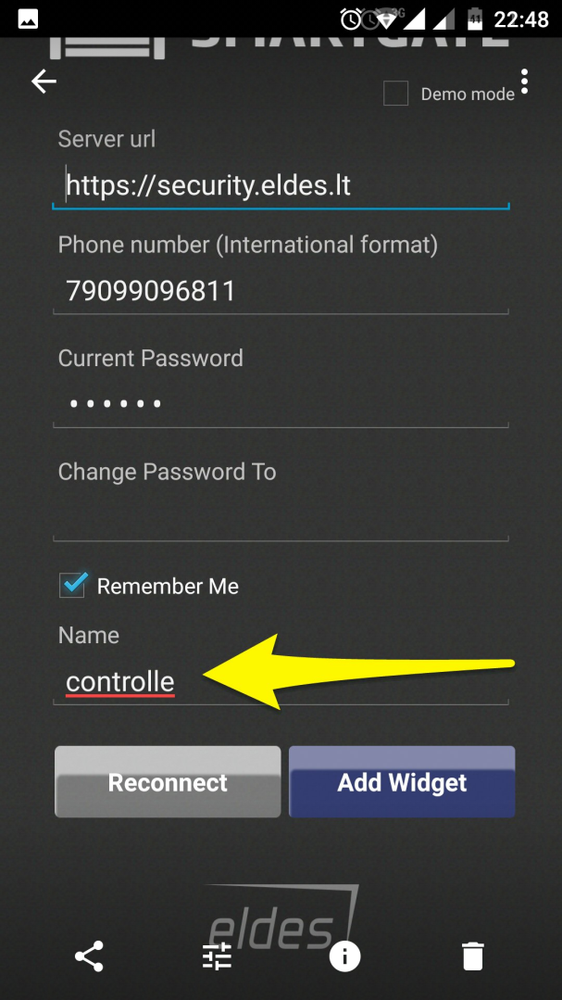 22:48
SMARTGATE
Demo mode
Server url
https://security.eldes.lt
Phone number (International format)
79099096811
Current Password
••••••
Change Password To
Remember Me
Name
controlle
Reconnect
Add Widget
eldes